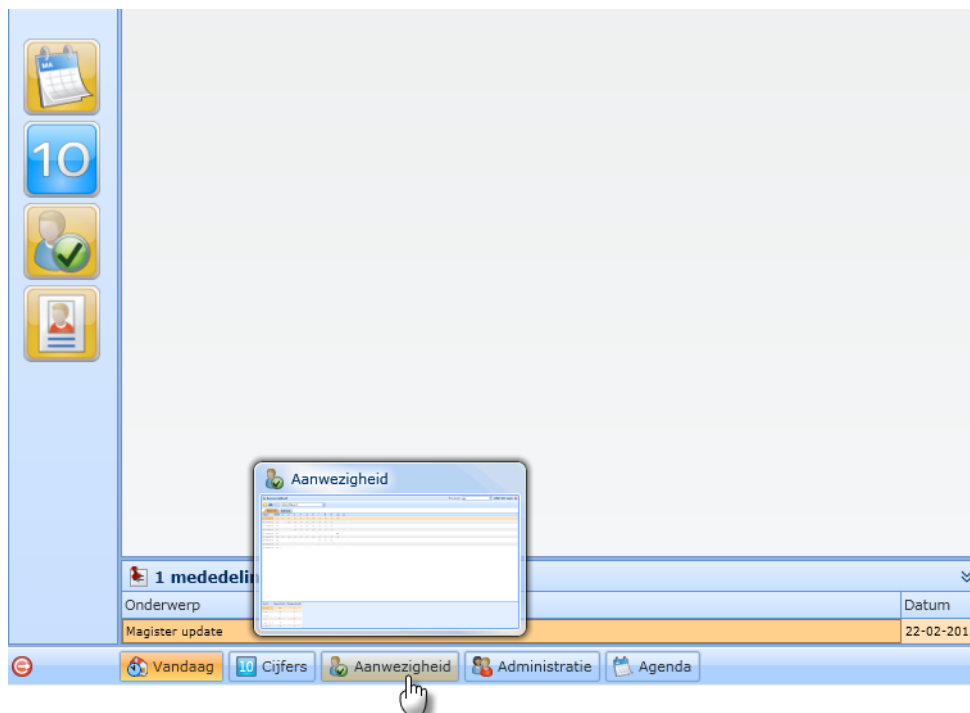 MA
10
Aanwezigheid
1 mededelin
Onderwerp
Datum
Magister update
22-02-201
Vandaag
10 Cijfers
Aanwezigheid
Administratie
Agenda